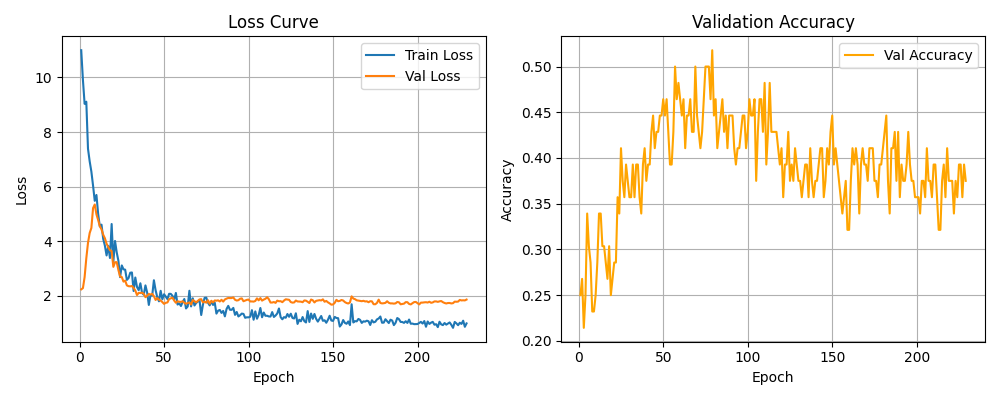 Loss Curve
Train Loss
Val Loss
10
8
6
4
2
0
50
100
150
200
Loss
Epoch
Validation Accuracy
Val Accuracy
0.50
0.45
0.40
0.35
0.30
0.25
0.20
0
50
100
150
200
Accuracy
Epoch